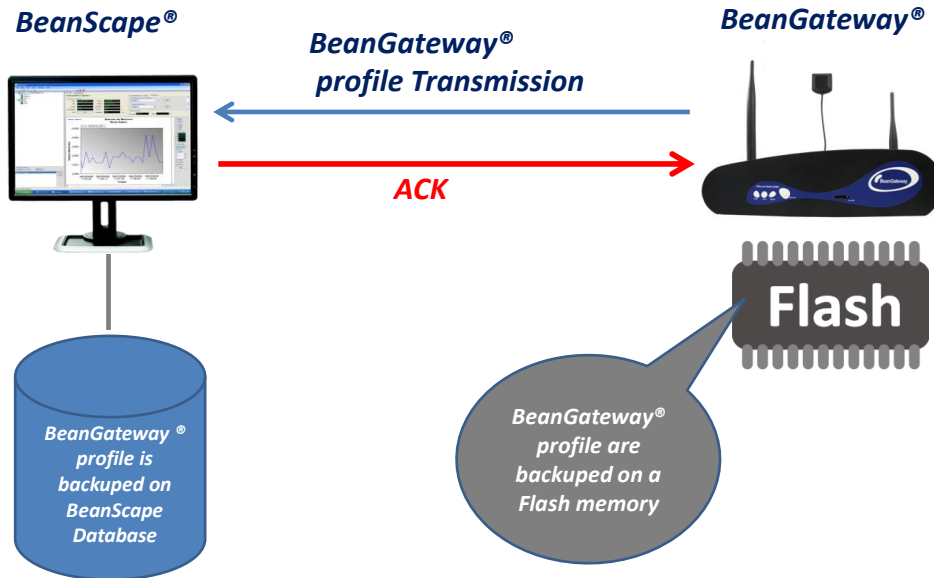 BeanScape®
BeanGateway®
BeanGateway®
profile Transmission
ACK
BeanGateway
Flash
BeanGateway ®
profile is
backuped on
BeanScape
Database
BeanGateway®
profile are
backuped on a
Flash memory